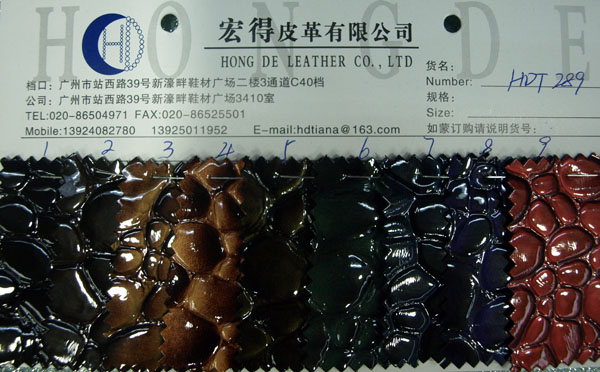 HONGDE
HD
宏得皮革有限公司
HONG DE LEATHER CO., LTD
档口: 广州市站西路39号新濠畔鞋材广场二楼3通道C40档
公司: 广州市站西路39号新濠畔鞋材广场3410室
TEL:020-86504971 FAX:020-86525501
Mobile:13924082780 13925011952 E-mail:hdtiana@163.com
货名:
Number: HDT 289
规格:
Size:
如蒙订购请说明货号:
1 2 3 4 5 6 7 8 9